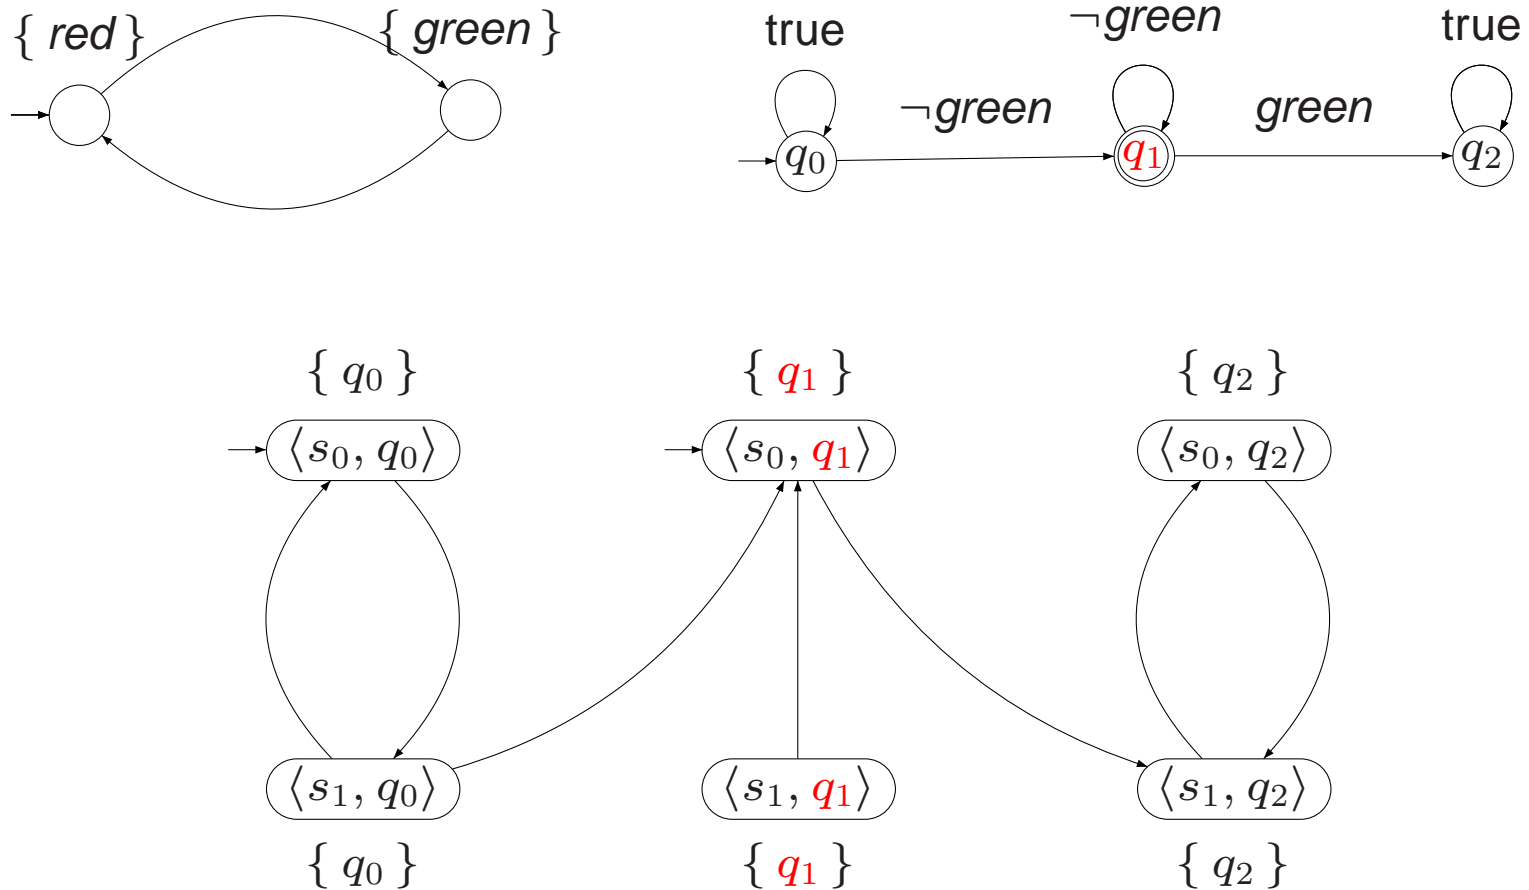 { red } { green } true ¬green true
¬green green
q₀ q₁ q₂
{ q₀ } { q₁ } { q₂ }
⟨s₀, q₀⟩ ⟨s₀, q₁⟩ ⟨s₀, q₂⟩
⟨s₁, q₀⟩ ⟨s₁, q₁⟩ ⟨s₁, q₂⟩
{ q₀ } { q₁ } { q₂ }